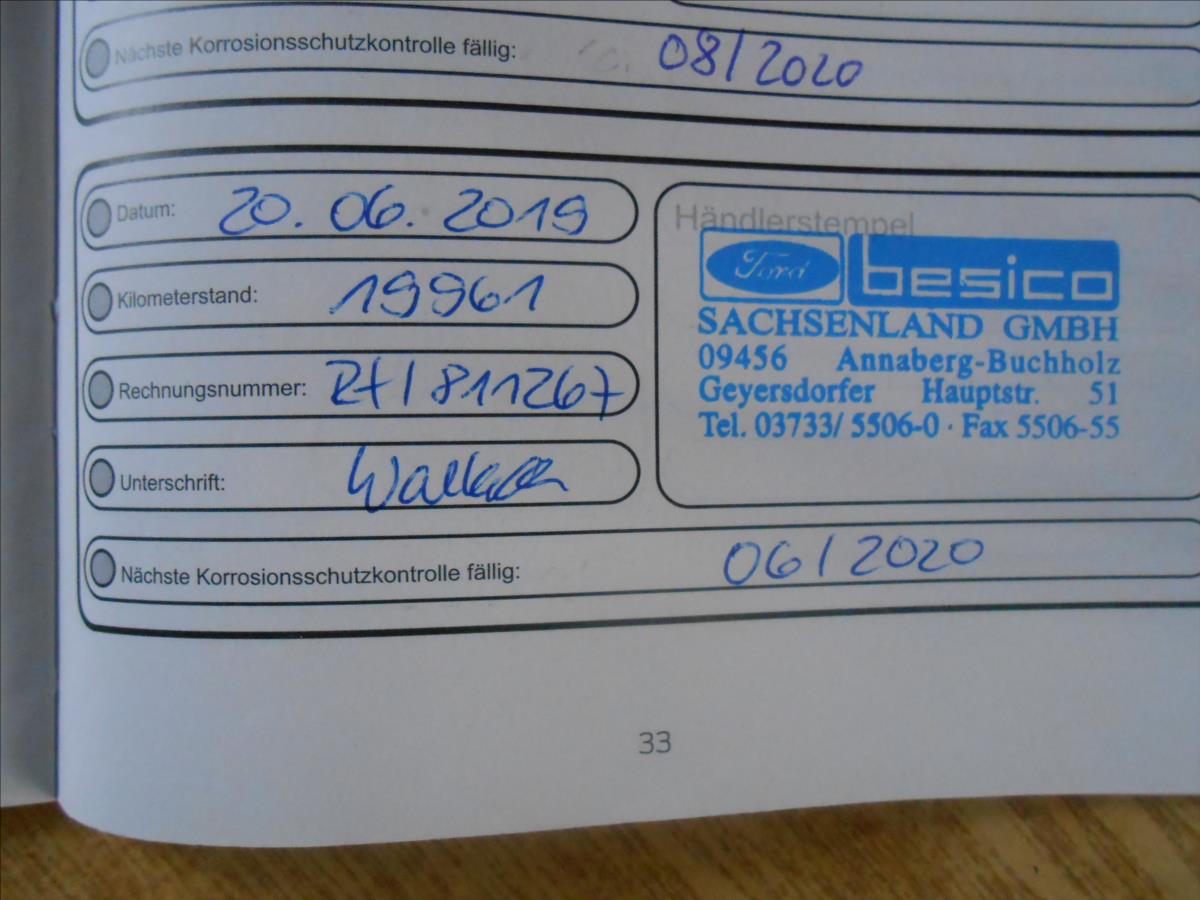 Nächste Korrosionsschutzkontrolle fällig: 08/2020
Datum: 20.06.2019
Kilometerstand: 19961
Rechnungsnummer: R+/811267
Unterschrift:
Nächste Korrosionsschutzkontrolle fällig: 06/2020
Händlerstempel
Ford besico
SACHSENLAND GMBH
09456 Annaberg-Buchholz
Geyersdorfer Hauptstr. 51
Tel. 03733/ 5506-0 · Fax 5506-55
33